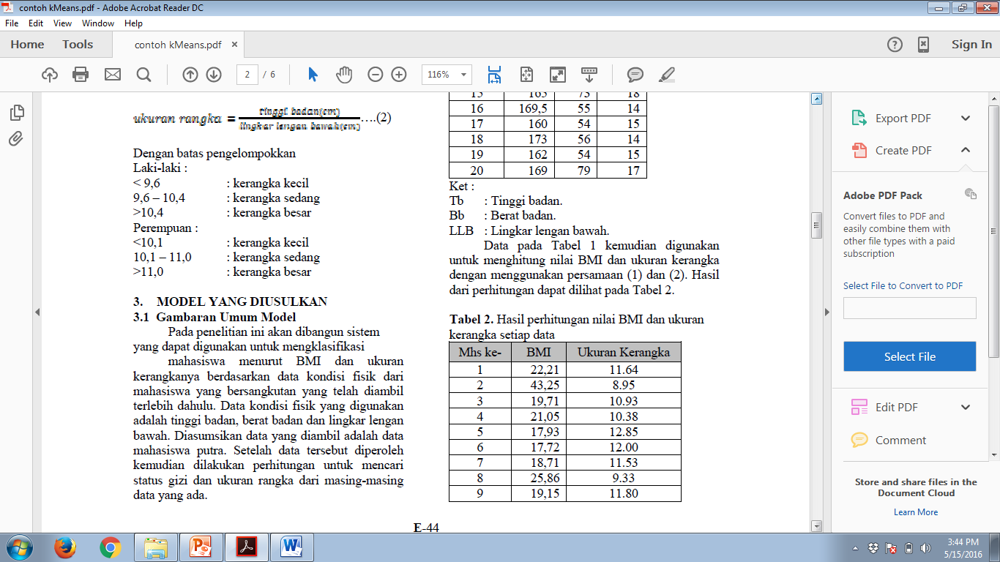 contoh kMeans.pdf - Adobe Acrobat Reader DC
File Edit View Window Help
Home Tools contoh kMeans.pdf × Sign In
2 / 6 116%
ukuran rangka = tinggi badan(cm)
lingkar lengan bawah(cm) ….(2)
Dengan batas pengelompokkan
Laki-laki :
< 9,6 : kerangka kecil
9,6 – 10,4 : kerangka sedang
>10,4 : kerangka besar
Perempuan :
<10,1 : kerangka kecil
10,1 – 11,0 : kerangka sedang
>11,0 : kerangka besar
3. MODEL YANG DIUSULKAN
3.1 Gambaran Umum Model
Pada penelitian ini akan dibangun sistem
yang dapat digunakan untuk mengklasifikasi
mahasiswa menurut BMI dan ukuran
kerangkanya berdasarkan data kondisi fisik dari
mahasiswa yang bersangkutan yang telah diambil
terlebih dahulu. Data kondisi fisik yang digunakan
adalah tinggi badan, berat badan dan lingkar lengan
bawah. Diasumsikan data yang diambil adalah data
mahasiswa putra. Setelah data tersebut diperoleh
kemudian dilakukan perhitungan untuk mencari
status gizi dan ukuran rangka dari masing-masing
data yang ada.
15 165 73 18
16 169,5 55 14
17 160 54 15
18 173 56 14
19 162 54 15
20 169 79 17
Ket :
Tb : Tinggi badan.
Bb : Berat badan.
LLB : Lingkar lengan bawah.
Data pada Tabel 1 kemudian digunakan
untuk menghitung nilai BMI dan ukuran kerangka
dengan menggunakan persamaan (1) dan (2). Hasil
dari perhitungan dapat dilihat pada Tabel 2.
Tabel 2. Hasil perhitungan nilai BMI dan ukuran
kerangka setiap data
Mhs ke- BMI Ukuran Kerangka
1 22,21 11.64
2 43,25 8.95
3 19,71 10.93
4 21,05 10.38
5 17,93 12.85
6 17,72 12.00
7 18,71 11.53
8 25,86 9.33
9 19,15 11.80
E-44
Export PDF
Create PDF
Adobe PDF Pack
Convert files to PDF and
easily combine them with
other file types with a paid
subscription
Select File to Convert to PDF
Select File
Edit PDF
Comment
Store and share files in the
Document Cloud
Learn More
3:44 PM
5/15/2016